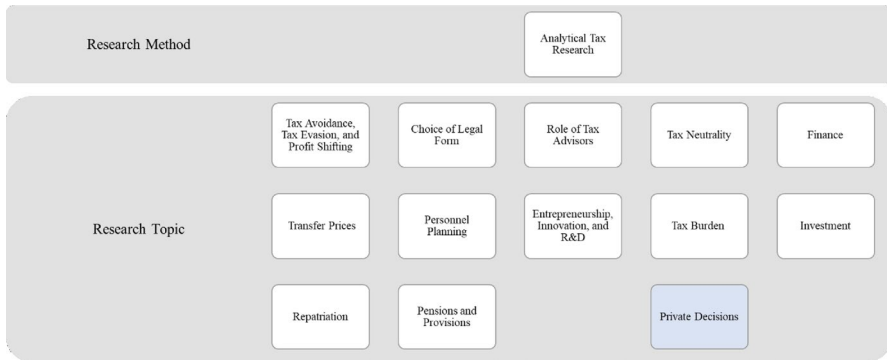 Research Method
Analytical Tax
Research
Research Topic
Tax Avoidance,
Tax Evasion, and
Profit Shifting
Choice of Legal
Form
Role of Tax
Advisors
Tax Neutrality
Finance
Transfer Prices
Personnel
Planning
Entrepreneurship,
Innovation, and
R&D
Tax Burden
Investment
Repatriation
Pensions and
Provisions
Private Decisions